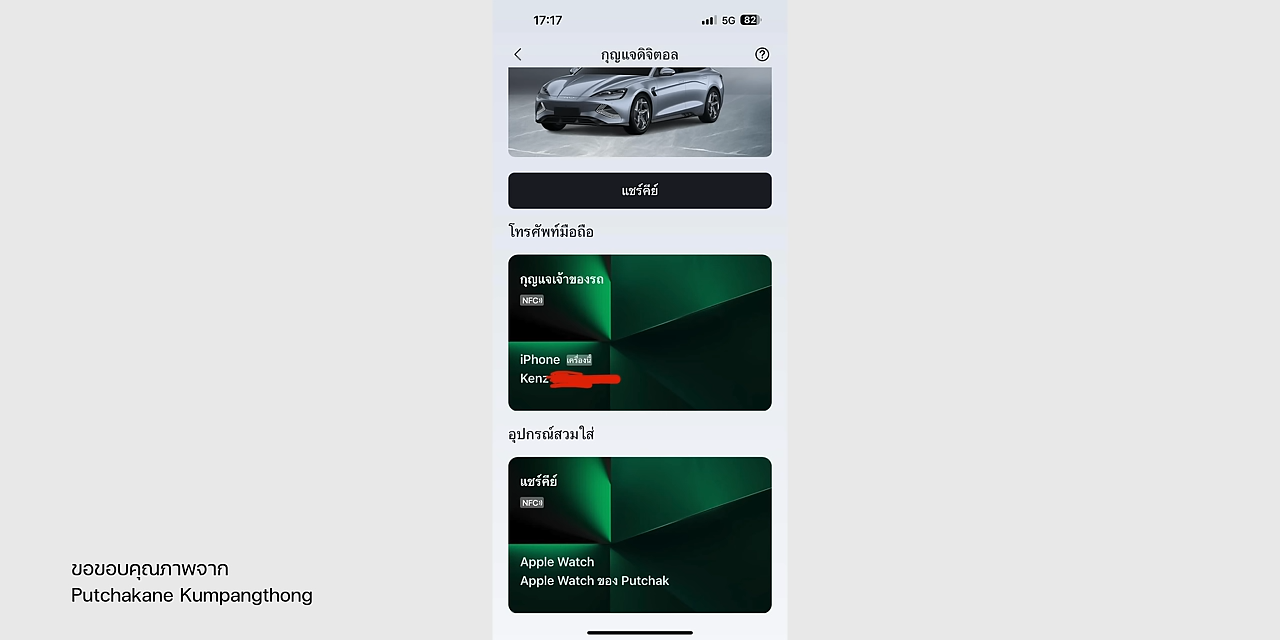 17:17
5G 82
กุญแจดิจิตอล
แชร์คีย์
โทรศัพท์มือถือ
กุญแจเจ้าของรถ
NFC
iPhone เครื่องนี้
Kenz
อุปกรณ์สวมใส่
แชร์คีย์
NFC
Apple Watch
Apple Watch ของ Putchak
ขอขอบคุณภาพจาก
Putchakane Kumpangthong